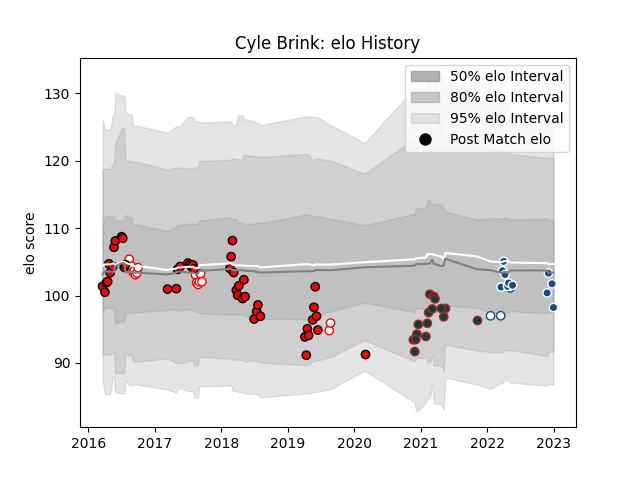 Cyle Brink: elo History
50% elo Interval
80% elo Interval
95% elo Interval
Post Match elo
elo score
130
120
110
100
90
2016 2017 2018 2019 2020 2021 2022 2023